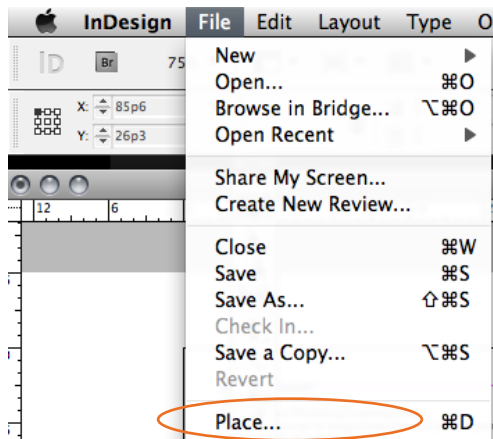 InDesign File Edit Layout Type O
Br 75
New
Open... ⌘O
X: 85p6
Browse in Bridge... ⌥⌘O
Y: 26p3
Open Recent
Share My Screen...
12 6
Create New Review...
Close ⌘W
Save ⌘S
Save As... ⇧⌘S
Check In...
Save a Copy... ⌥⌘S
Revert
Place... ⌘D